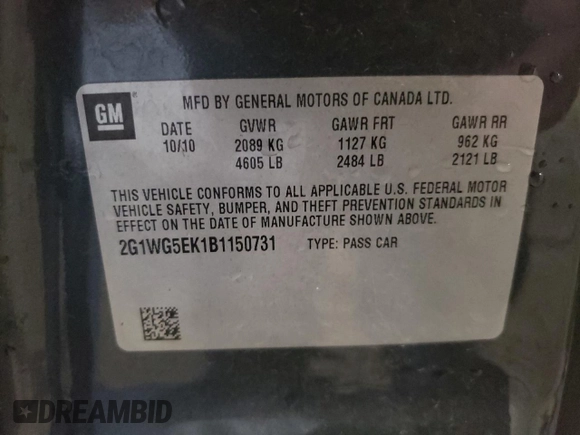 GM
MFD BY GENERAL MOTORS OF CANADA LTD.
DATE GVWR GAWR FRT GAWR RR
10/10 2089 KG 1127 KG 962 KG
4605 LB 2484 LB 2121 LB
THIS VEHICLE CONFORMS TO ALL APPLICABLE U.S. FEDERAL MOTOR
VEHICLE SAFETY, BUMPER, AND THEFT PREVENTION STANDARDS IN
EFFECT ON THE DATE OF MANUFACTURE SHOWN ABOVE.
2G1WG5EK1B1150731 TYPE: PASS CAR
DREAMBID